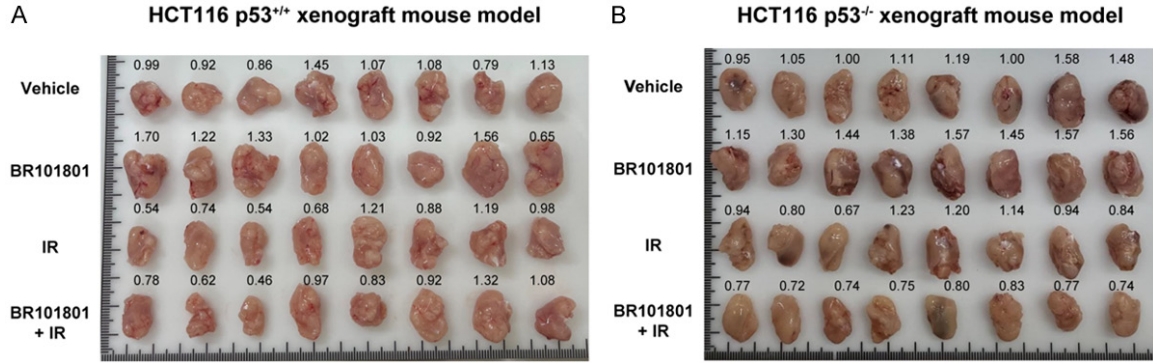 A
HCT116 p53+/+ xenograft mouse model
Vehicle
0.99 0.92 0.86 1.45 1.07 1.08 0.79 1.13
BR101801
1.70 1.22 1.33 1.02 1.03 0.92 1.56 0.65
IR
0.54 0.74 0.54 0.68 1.21 0.88 1.19 0.98
BR101801
+ IR
0.78 0.62 0.46 0.97 0.83 0.92 1.32 1.08
B
HCT116 p53-/- xenograft mouse model
Vehicle
0.95 1.05 1.00 1.11 1.19 1.00 1.58 1.48
BR101801
1.15 1.30 1.44 1.38 1.57 1.45 1.57 1.56
IR
0.94 0.80 0.67 1.23 1.20 1.14 0.94 0.84
BR101801
+ IR
0.77 0.72 0.74 0.75 0.80 0.83 0.77 0.74